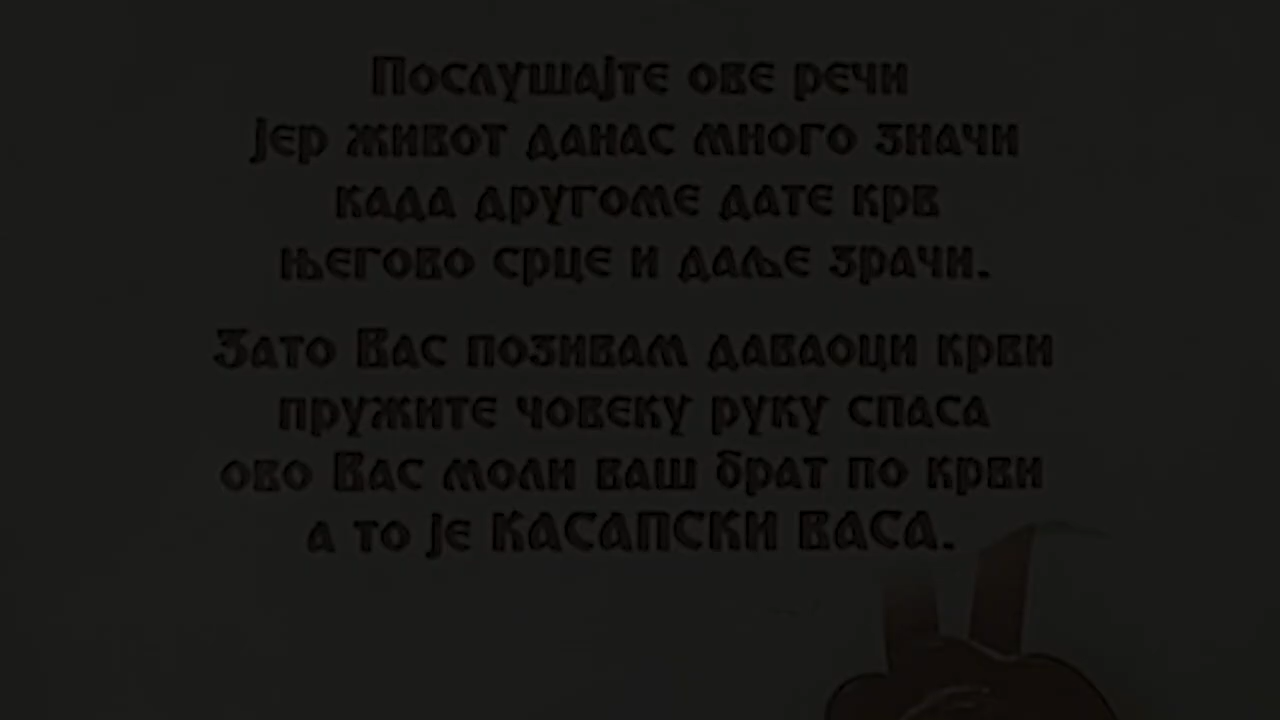 Послушајте ове речи
јер живот данас много значи
када другоме дате крв
његово срце и даље зрачи.
Зато Вас позивам даваоци крви
пружите човеку руку спаса
ово Вас моли ваш брат по крви
а то је КАСАПСКИ ВАСА.